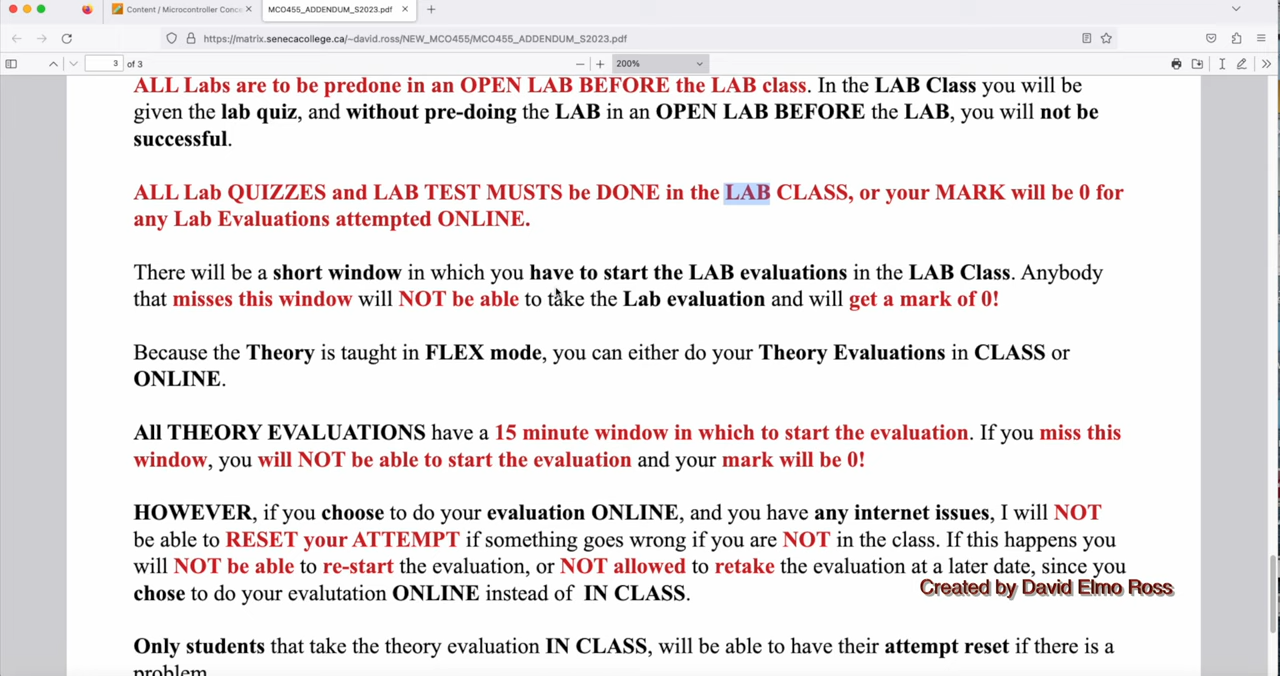 Content / Microcontroller Conce
MCO455_ADDENDUM_S2023.pdf
https://matrix.senecacollege.ca/~david.ross/NEW_MCO455/MCO455_ADDENDUM_S2023.pdf
3 of 3
200%
ALL Labs are to be predone in an OPEN LAB BEFORE the LAB class. In the LAB Class you will be
given the lab quiz, and without pre-doing the LAB in an OPEN LAB BEFORE the LAB, you will not be
successful.
ALL Lab QUIZZES and LAB TEST MUSTS be DONE in the LAB CLASS, or your MARK will be 0 for
any Lab Evaluations attempted ONLINE.
There will be a short window in which you have to start the LAB evaluations in the LAB Class. Anybody
that misses this window will NOT be able to take the Lab evaluation and will get a mark of 0!
Because the Theory is taught in FLEX mode, you can either do your Theory Evaluations in CLASS or
ONLINE.
All THEORY EVALUATIONS have a 15 minute window in which to start the evaluation. If you miss this
window, you will NOT be able to start the evaluation and your mark will be 0!
HOWEVER, if you choose to do your evaluation ONLINE, and you have any internet issues, I will NOT
be able to RESET your ATTEMPT if something goes wrong if you are NOT in the class. If this happens you
will NOT be able to re-start the evaluation, or NOT allowed to retake the evaluation at a later date, since you
chose to do your evalutation ONLINE instead of IN CLASS.
Created by David Elmo Ross
Only students that take the theory evaluation IN CLASS, will be able to have their attempt reset if there is a
problem.